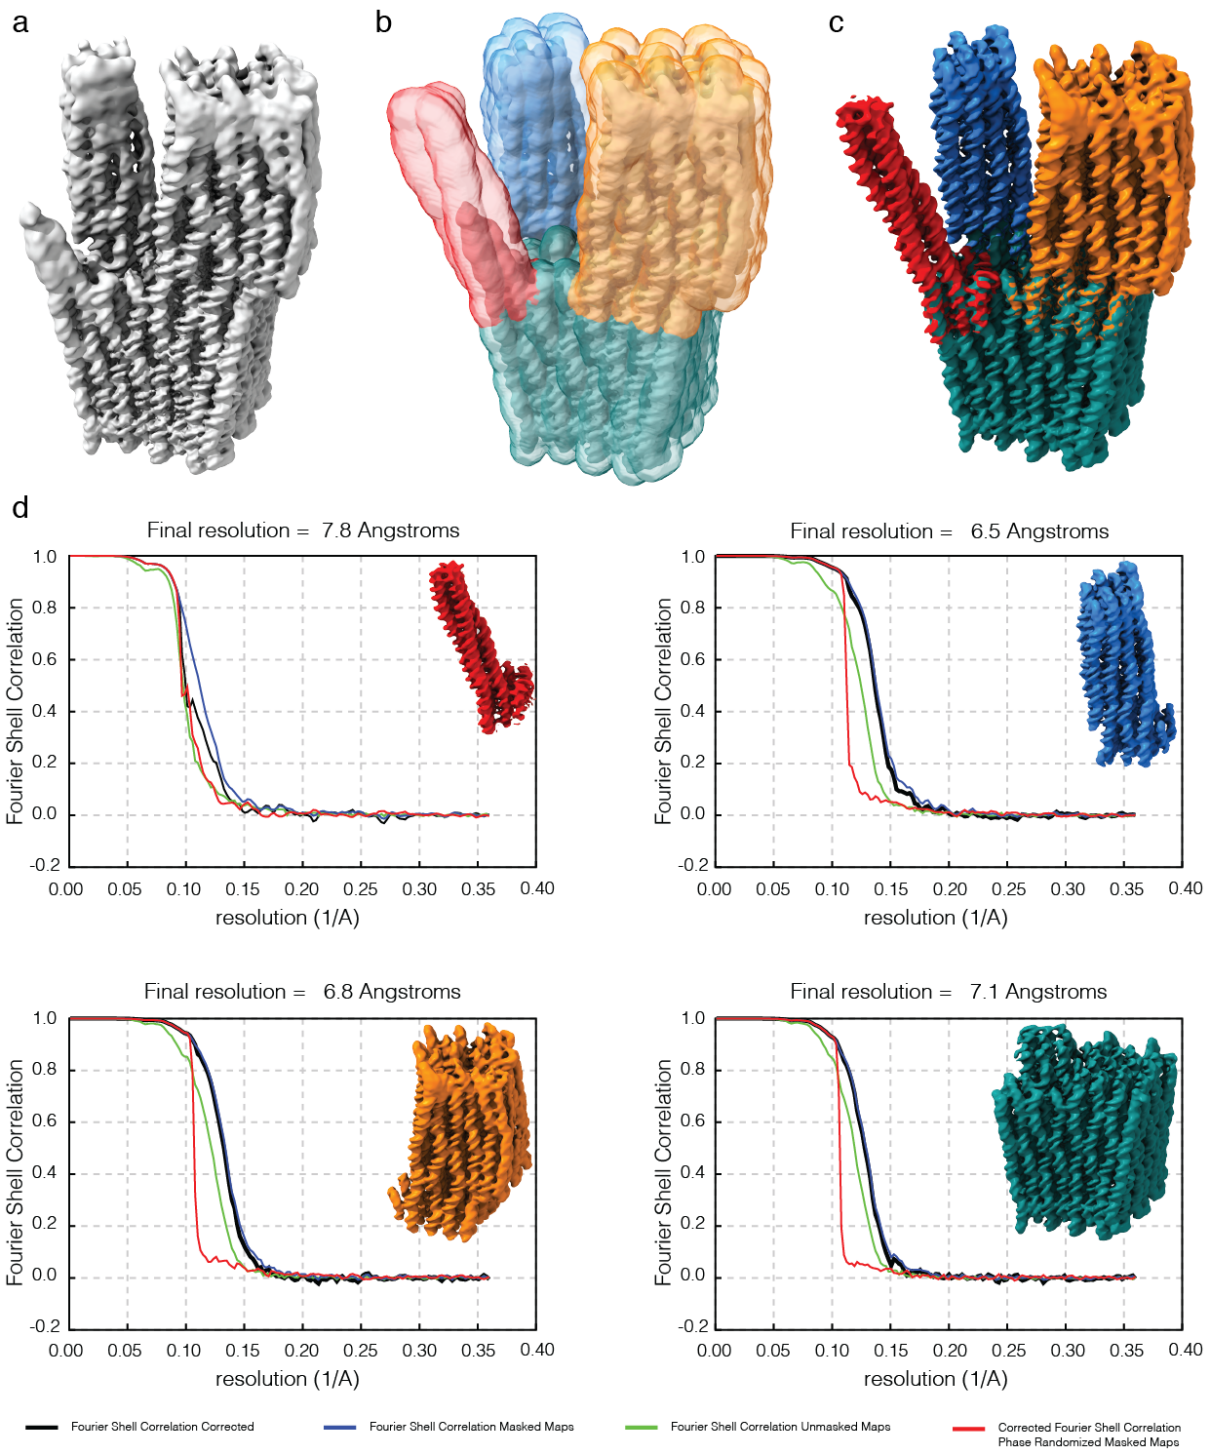 a
b
c
d
Final resolution = 7.8 Angstroms
Fourier Shell Correlation
1.0
0.8
0.6
0.4
0.2
0.0
-0.2
0.00 0.05 0.10 0.15 0.20 0.25 0.30 0.35 0.40
resolution (1/A)
Final resolution = 6.5 Angstroms
Fourier Shell Correlation
1.0
0.8
0.6
0.4
0.2
0.0
-0.2
0.00 0.05 0.10 0.15 0.20 0.25 0.30 0.35 0.40
resolution (1/A)
Final resolution = 6.8 Angstroms
Fourier Shell Correlation
1.0
0.8
0.6
0.4
0.2
0.0
-0.2
0.00 0.05 0.10 0.15 0.20 0.25 0.30 0.35 0.40
resolution (1/A)
Final resolution = 7.1 Angstroms
Fourier Shell Correlation
1.0
0.8
0.6
0.4
0.2
0.0
-0.2
0.00 0.05 0.10 0.15 0.20 0.25 0.30 0.35 0.40
resolution (1/A)
Fourier Shell Correlation Corrected
Fourier Shell Correlation Masked Maps
Fourier Shell Correlation Unmasked Maps
Corrected Fourier Shell Correlation
Phase Randomized Masked Maps